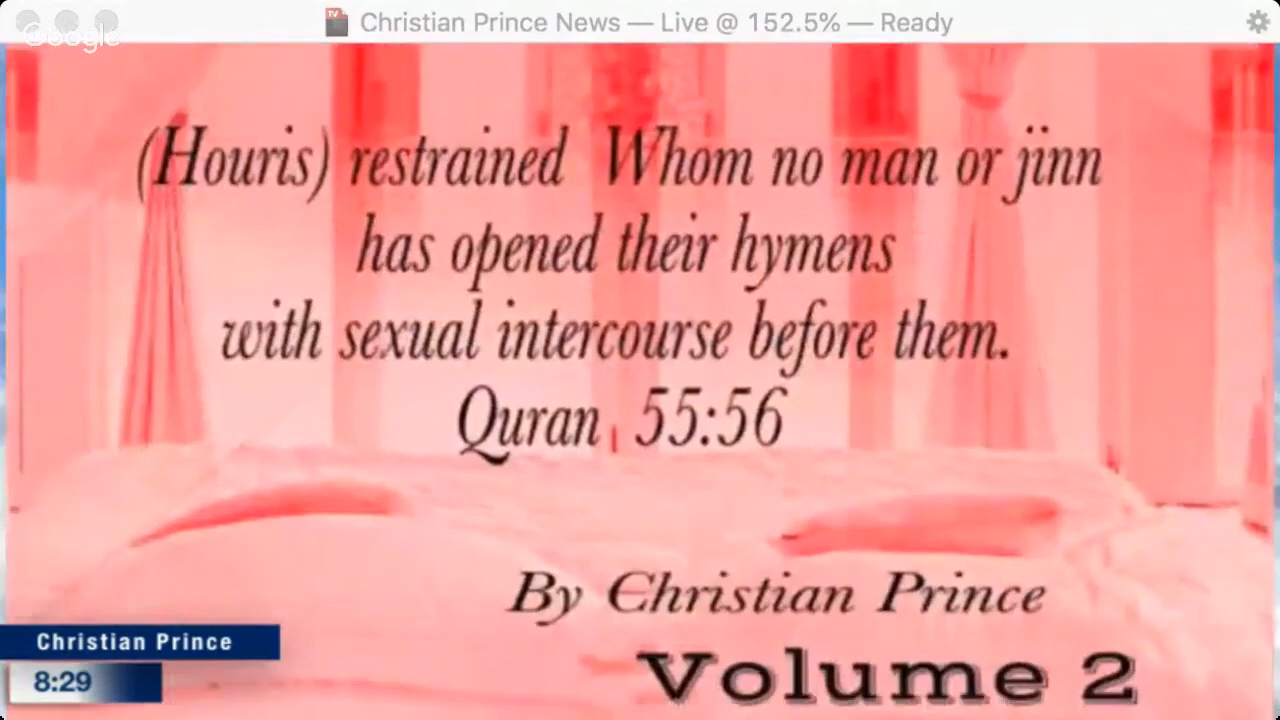 Christian Prince News — Live @ 152.5% — Ready
Google
(Houris) restrained Whom no man or jinn
has opened their hymens
with sexual intercourse before them.
Quran 55:56
By Christian Prince
Volume 2
Christian Prince
8:29